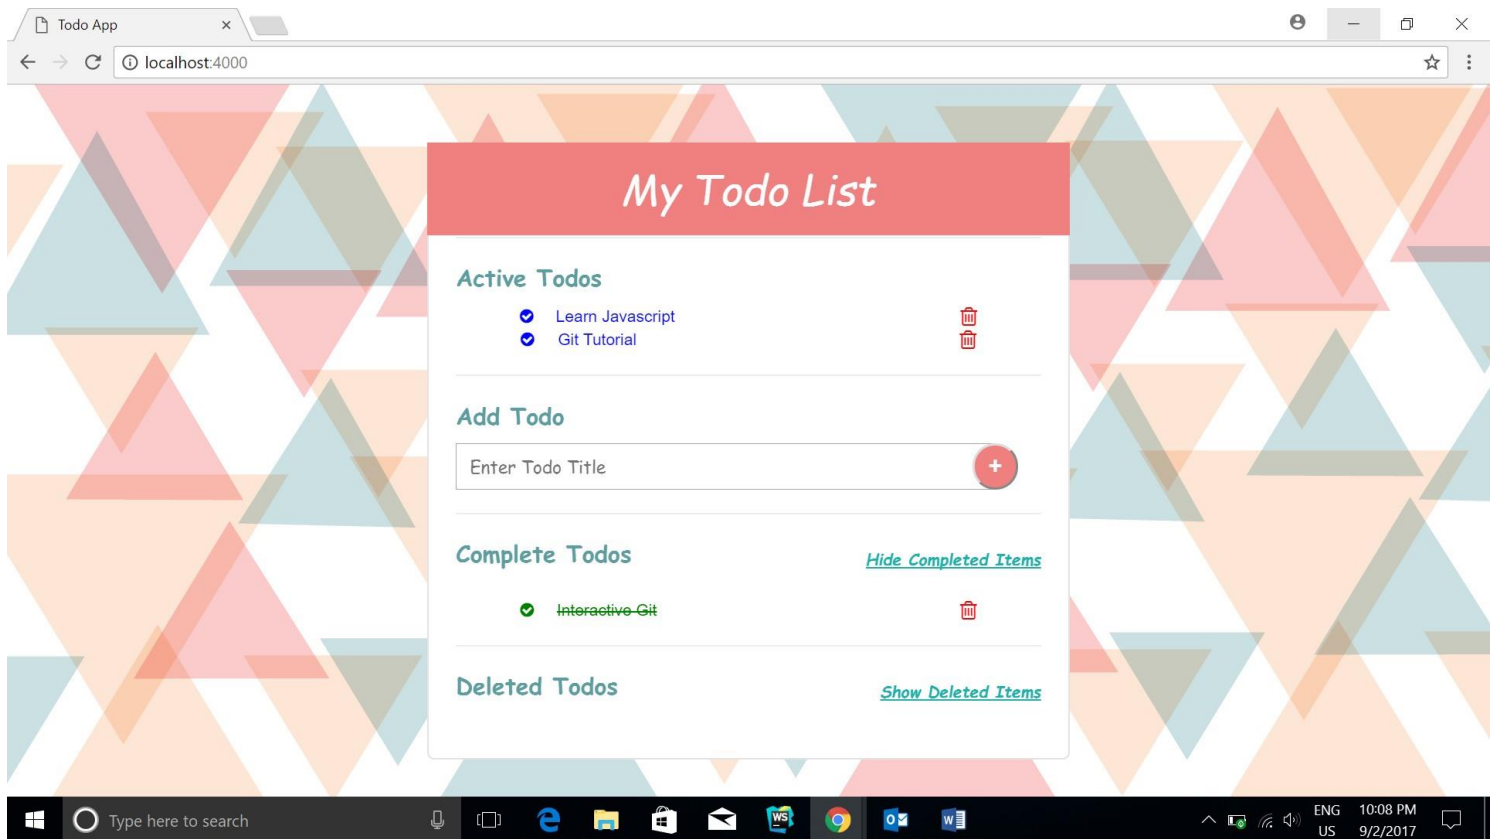 Todo App
localhost:4000
My Todo List
Active Todos
Learn Javascript
Git Tutorial
Add Todo
Enter Todo Title
+
Complete Todos
Hide Completed Items
Interactive Git
Deleted Todos
Show Deleted Items
Type here to search
WS
O
W
ENG
US
10:08 PM
9/2/2017